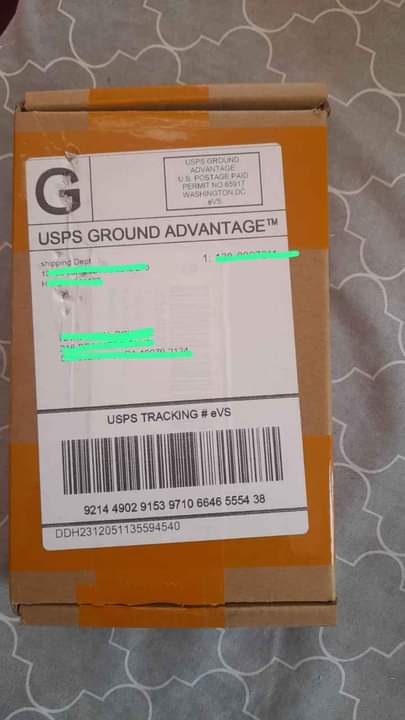 G
USPS GROUND
ADVANTAGE
U.S. POSTAGE PAID
PERMIT NO.65917
WASHINGTON DC
eVS
USPS GROUND ADVANTAGE™
shipping Dept
1:
USPS TRACKING # eVS
9214 4902 9153 9710 6646 5554 38
DDH2312051135594540